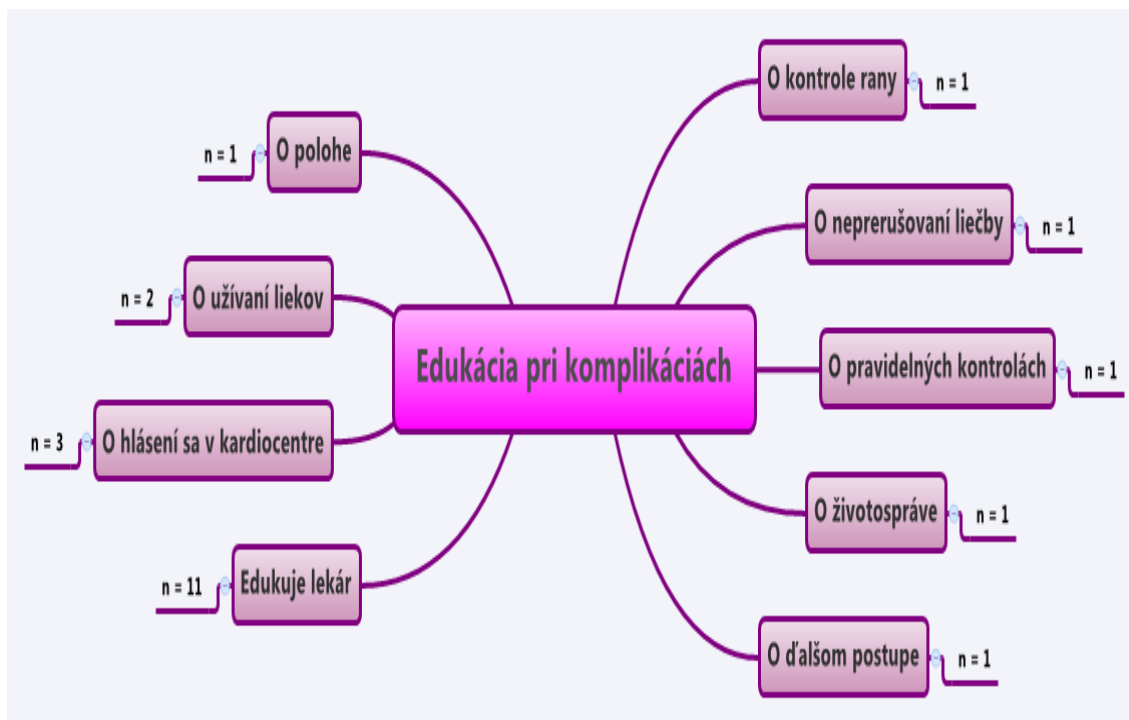 Edukácia pri komplikáciách
O kontrole rany
n = 1
O neprerušovaní liečby
n = 1
O pravidelných kontrolách
n = 1
O životospráve
n = 1
O ďalšom postupe
n = 1
O polohe
n = 1
O užívaní liekov
n = 2
O hlásení sa v kardiocentre
n = 3
Edukuje lekár
n = 11